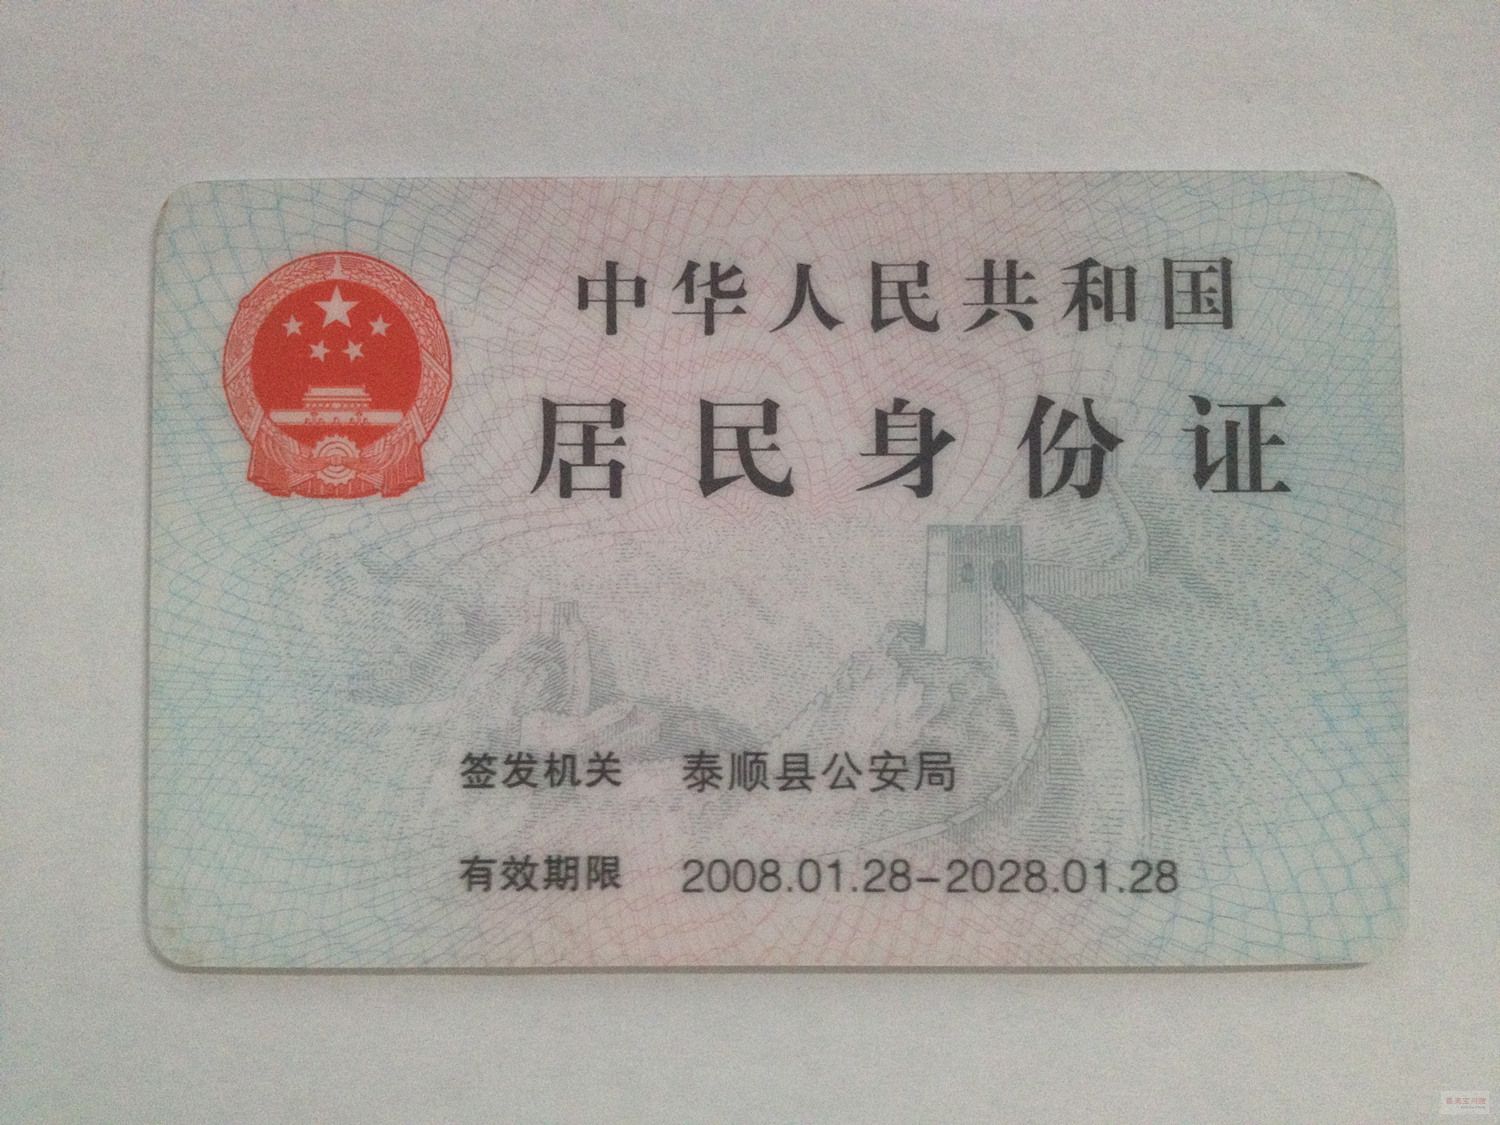 中华人民共和国
居民身份证
签发机关 泰顺县公安局
有效期限 2008.01.28-2028.01.28